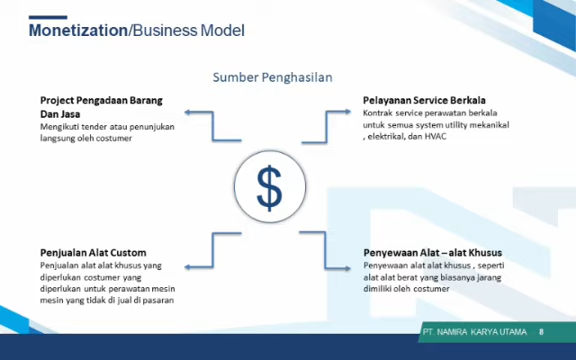 Monetization/Business Model
Sumber Penghasilan
Project Pengadaan Barang
Dan Jasa
Mengikuti tender atau penunjukan
langsung oleh costumer
Pelayanan Service Berkala
Kontrak service perawatan berkala
untuk semua system utility mekanikal
, elektrikal, dan HVAC
$
Penjualan Alat Custom
Penjualan alat alat khusus yang
diperlukan costumer yang
diperlukan untuk perawatan mesin
mesin yang tidak di jual di pasaran
Penyewaan Alat – alat Khusus
Penyewaan alat alat khusus , seperti
alat alat berat yang biasanya jarang
dimiliki oleh costumer
PT. NAMIRA KARYA UTAMA 8